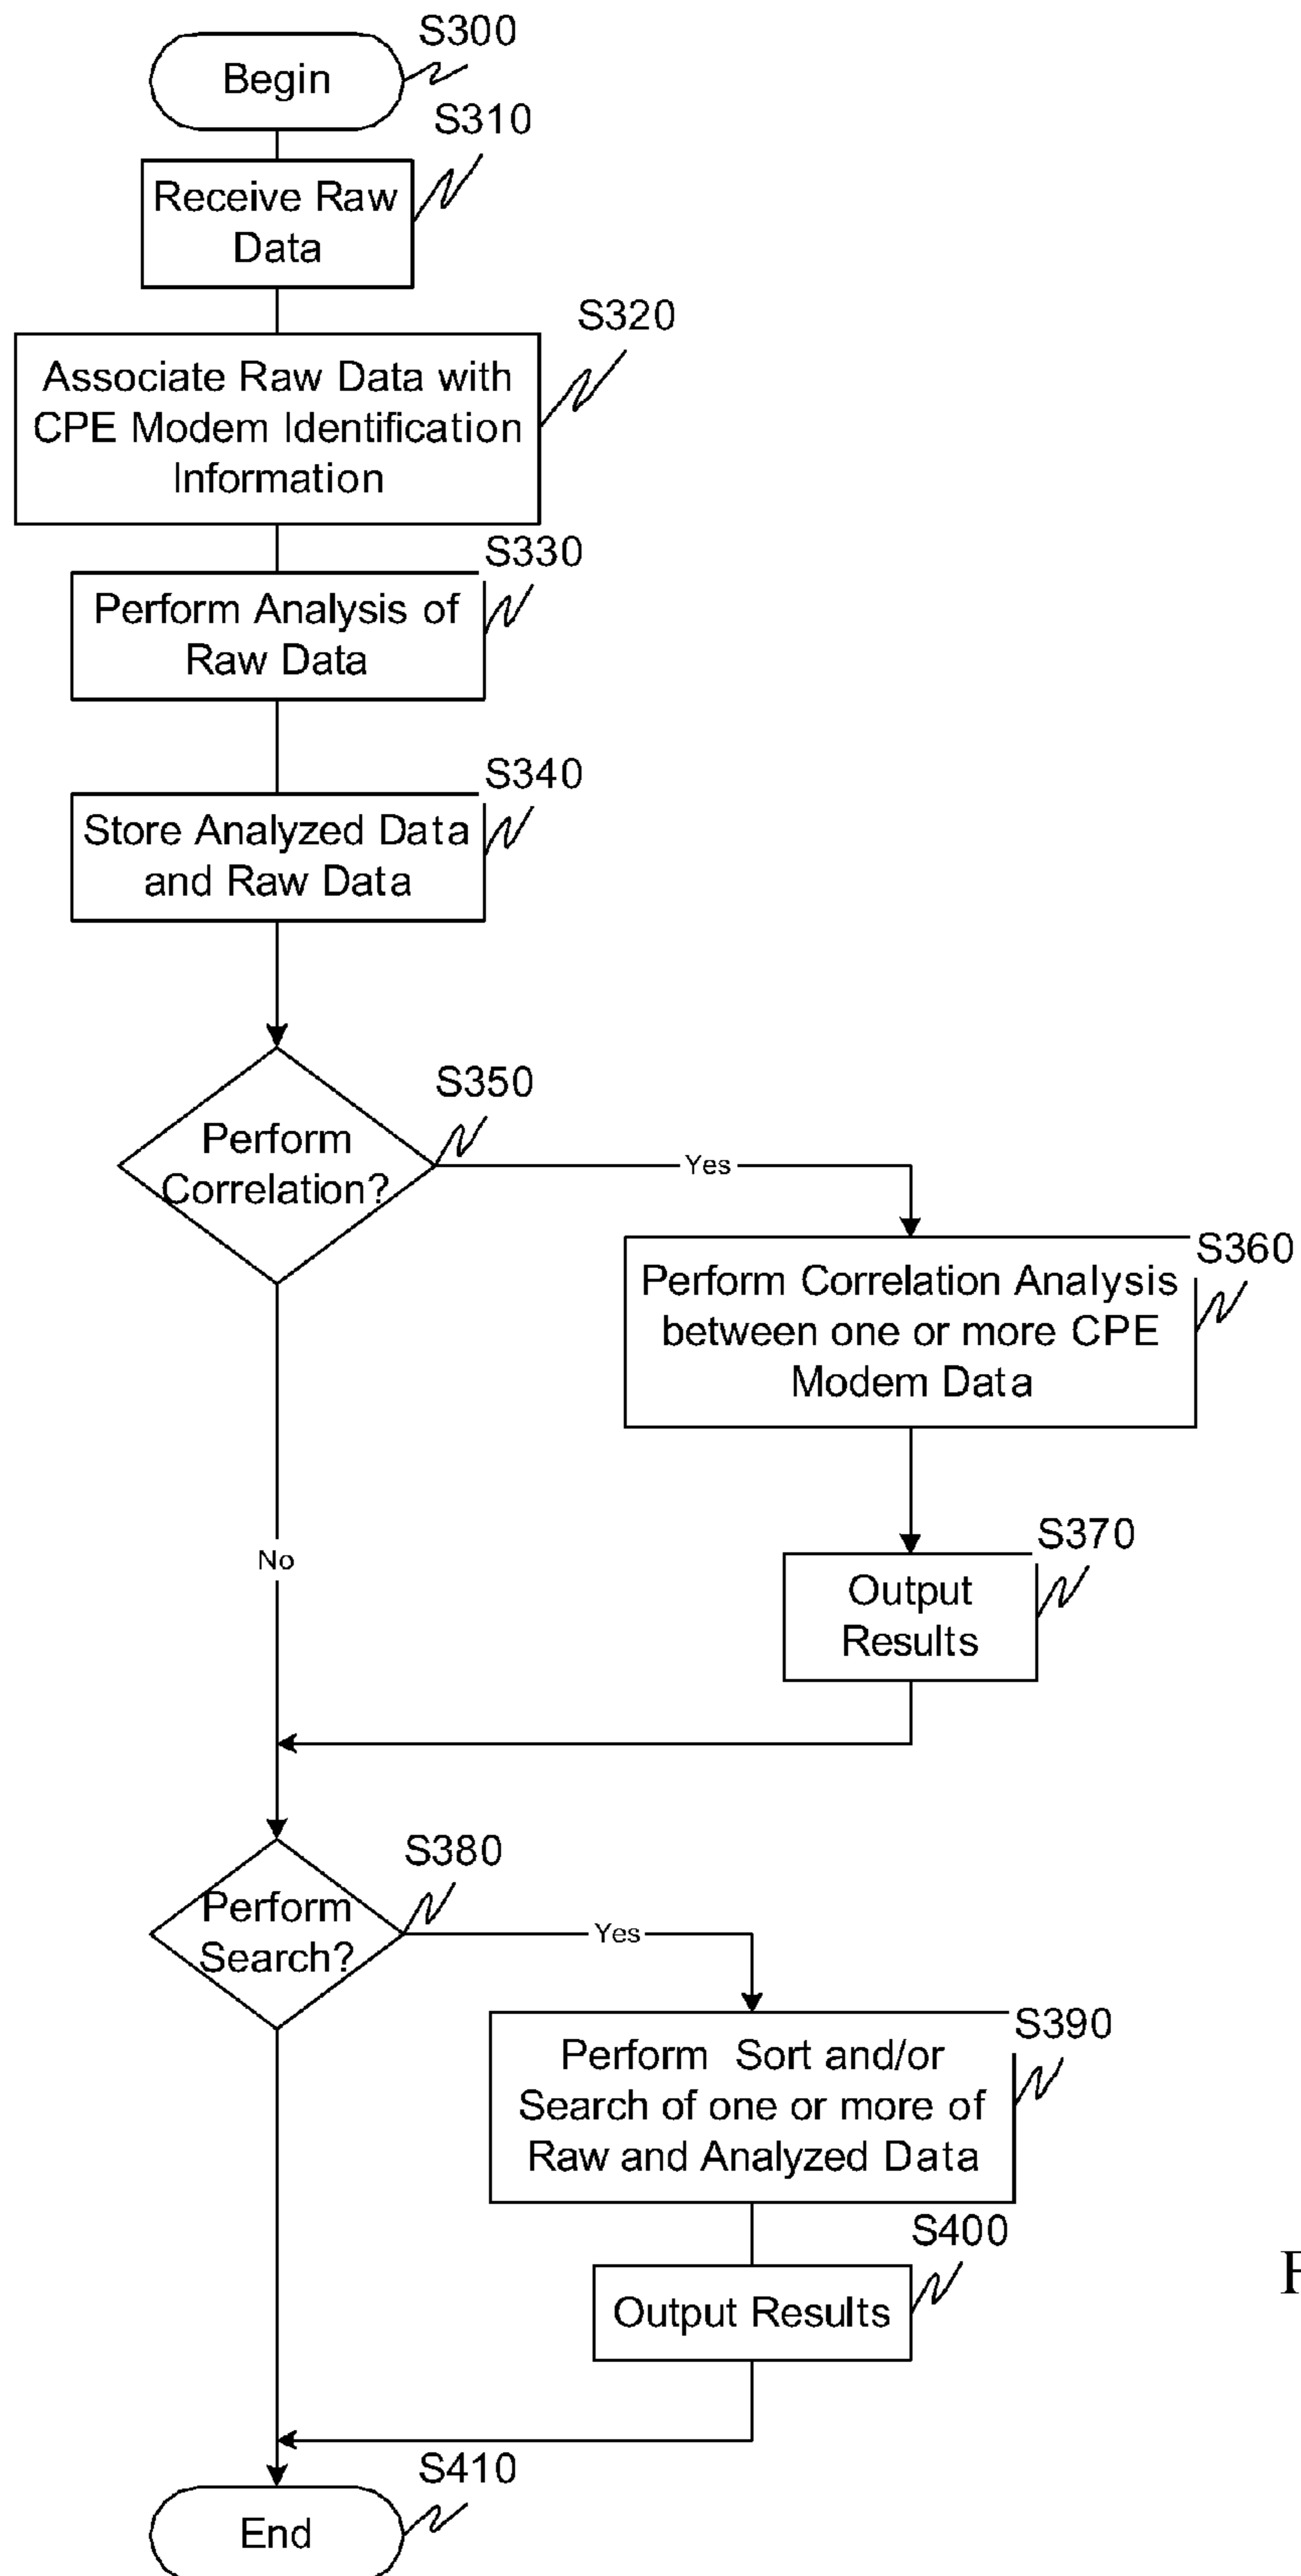 S300
Begin
S310
Receive Raw
Data
S320
Associate Raw Data with
CPE Modem Identification
Information
S330
Perform Analysis of
Raw Data
S340
Store Analyzed Data
and Raw Data
S350
Perform
Correlation?
Yes
S360
Perform Correlation Analysis
between one or more CPE
Modem Data
S370
Output
Results
No
S380
Perform
Search?
Yes
S390
Perform Sort and/or
Search of one or more of
Raw and Analyzed Data
S400
Output Results
S410
End